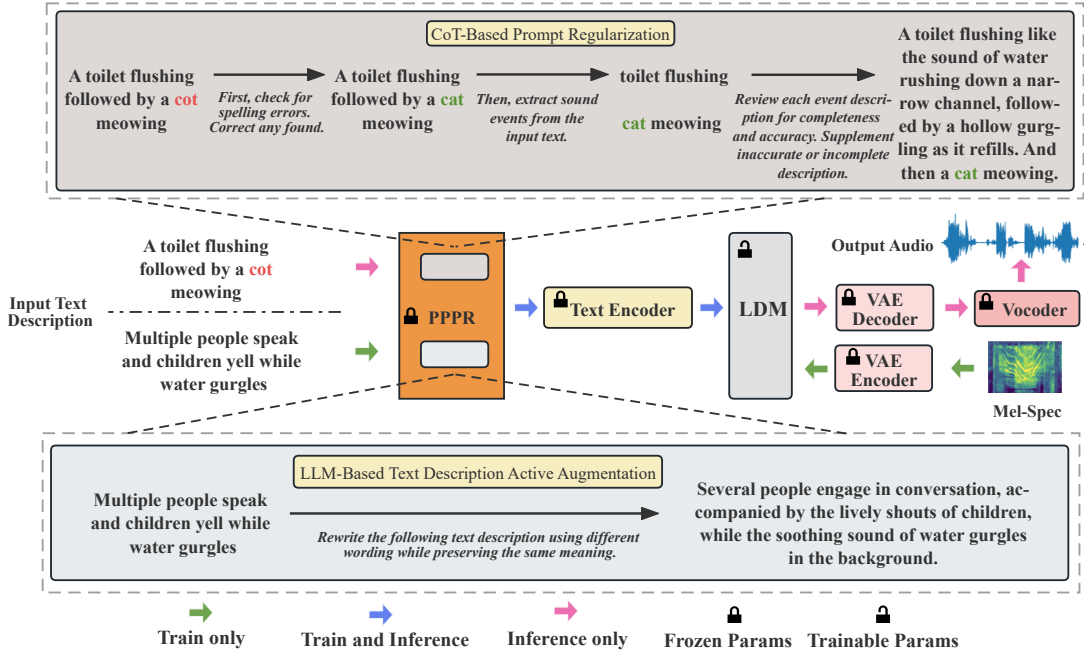 CoT-Based Prompt Regularization
A toilet flushing
followed by a cot
meowing
First, check for
spelling errors.
Correct any found.
A toilet flushing
followed by a cat
meowing
Then, extract sound
events from the
input text.
toilet flushing
cat meowing
Review each event descri-
ption for completeness
and accuracy. Supplement
inaccurate or incomplete
description.
A toilet flushing like
the sound of water
rushing down a nar-
row channel, follow-
ed by a hollow gurg-
ling as it refills. And
then a cat meowing.
Input Text
Description
A toilet flushing
followed by a cot
meowing
Multiple people speak
and children yell while
water gurgles
PPPR
Text Encoder
LDM
VAE
Decoder
Vocoder
Output Audio
VAE
Encoder
Mel-Spec
LLM-Based Text Description Active Augmentation
Multiple people speak
and children yell while
water gurgles
Rewrite the following text description using different
wording while preserving the same meaning.
Several people engage in conversation, ac-
companied by the lively shouts of children,
while the soothing sound of water gurgles
in the background.
Train only
Train and Inference
Inference only
Frozen Params
Trainable Params